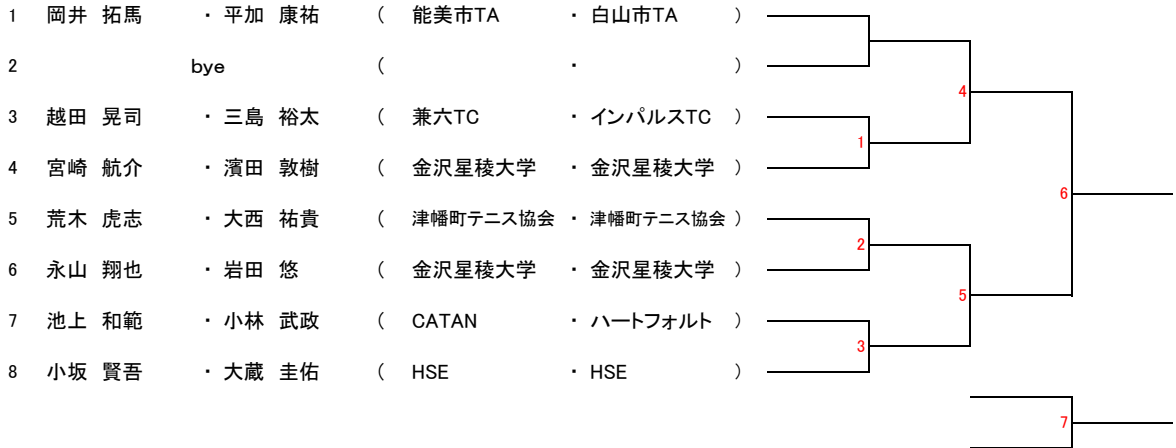 1 岡井 拓馬 ・ 平加 康祐 ( 能美市TA ・ 白山市TA )
2 bye ( ・ )
4
3 越田 晃司 ・ 三島 裕太 ( 兼六TC ・ インパルスTC )
1
4 宮崎 航介 ・ 濱田 敦樹 ( 金沢星稜大学 ・ 金沢星稜大学 )
6
5 荒木 虎志 ・ 大西 祐貴 ( 津幡町テニス協会 ・ 津幡町テニス協会 )
2
6 永山 翔也 ・ 岩田 悠 ( 金沢星稜大学 ・ 金沢星稜大学 )
5
7 池上 和範 ・ 小林 武政 ( CATAN ・ ハートフォルト )
3
8 小坂 賢吾 ・ 大蔵 圭佑 ( HSE ・ HSE )
7